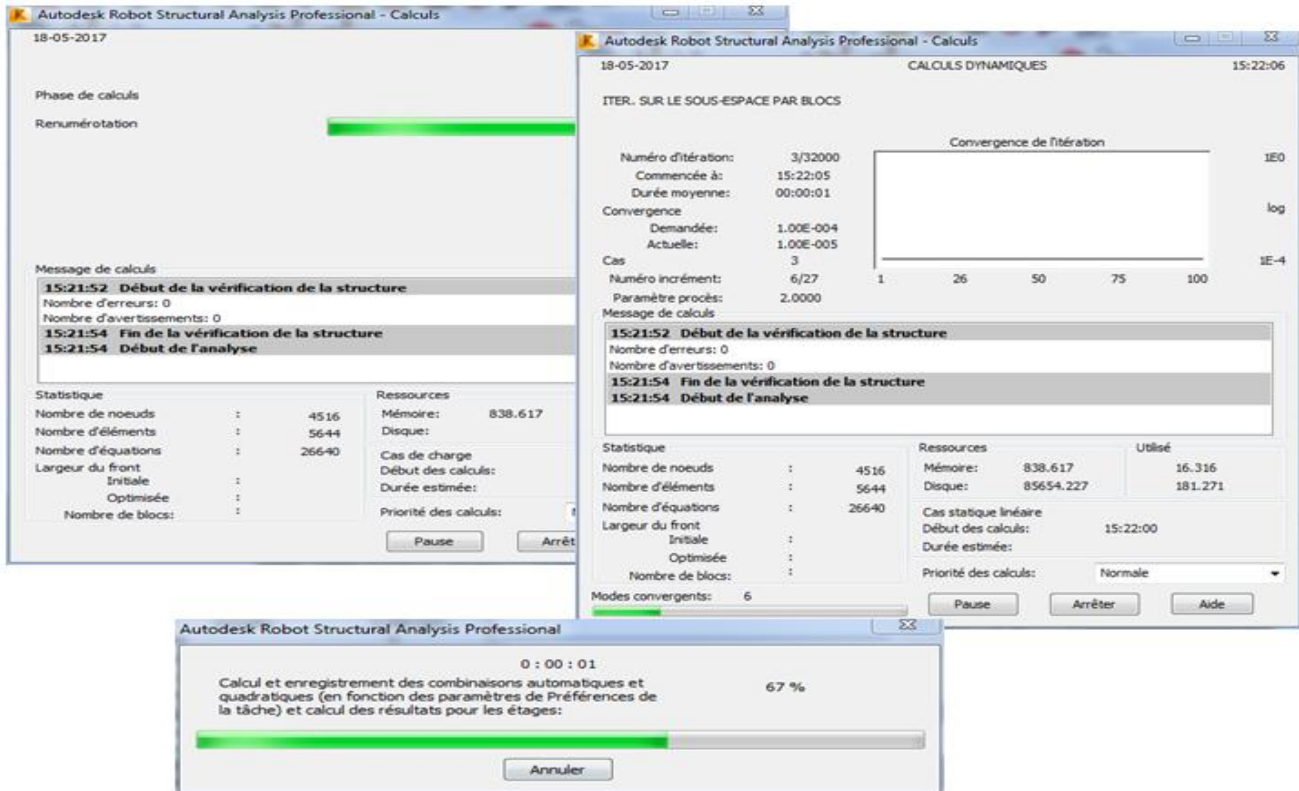 Autodesk Robot Structural Analysis Professional - Calculs
18-05-2017
Phase de calculs
Renumérotation
Message de calculs
15:21:52 Début de la vérification de la structure
Nombre d'erreurs: 0
Nombre d'avertissements: 0
15:21:54 Fin de la vérification de la structure
15:21:54 Début de l'analyse
Statistique
Nombre de noeuds : 4516
Nombre d'éléments : 5644
Nombre d'équations : 26640
Largeur du front
Initiale :
Optimisée :
Nombre de blocs: :
Ressources
Mémoire: 838.617
Disque:
Cas de charge
Début des calculs:
Durée estimée:
Priorité des calculs:
Pause
Autodesk Robot Structural Analysis Professional - Calculs
18-05-2017 CALCULS DYNAMIQUES 15:22:06
ITER. SUR LE SOUS-ESPACE PAR BLOCS
Convergence de l'itération
Numéro d'itération: 3/32000
Commencée à: 15:22:05
Durée moyenne: 00:00:01
Convergence
Demandée: 1.00E-004
Actuelle: 1.00E-005
Cas 3
Numéro incrément: 6/27
Paramètre procès: 2.0000
1E0
log
1E-4
1 26 50 75 100
Message de calculs
15:21:52 Début de la vérification de la structure
Nombre d'erreurs: 0
Nombre d'avertissements: 0
15:21:54 Fin de la vérification de la structure
15:21:54 Début de l'analyse
Statistique
Nombre de noeuds : 4516
Nombre d'éléments : 5644
Nombre d'équations : 26640
Largeur du front
Initiale :
Optimisée :
Nombre de blocs: :
Ressources Utilisé
Mémoire: 838.617 16.316
Disque: 85654.227 181.271
Cas statique linéaire
Début des calculs: 15:22:00
Durée estimée:
Priorité des calculs: Normale
Modes convergents: 6
Pause Arrêter Aide
Autodesk Robot Structural Analysis Professional
0 : 00 : 01
Calcul et enregistrement des combinaisons automatiques et
quadratiques (en fonction des paramètres de Préférences de
la tâche) et calcul des résultats pour les étages:
67 %
Annuler